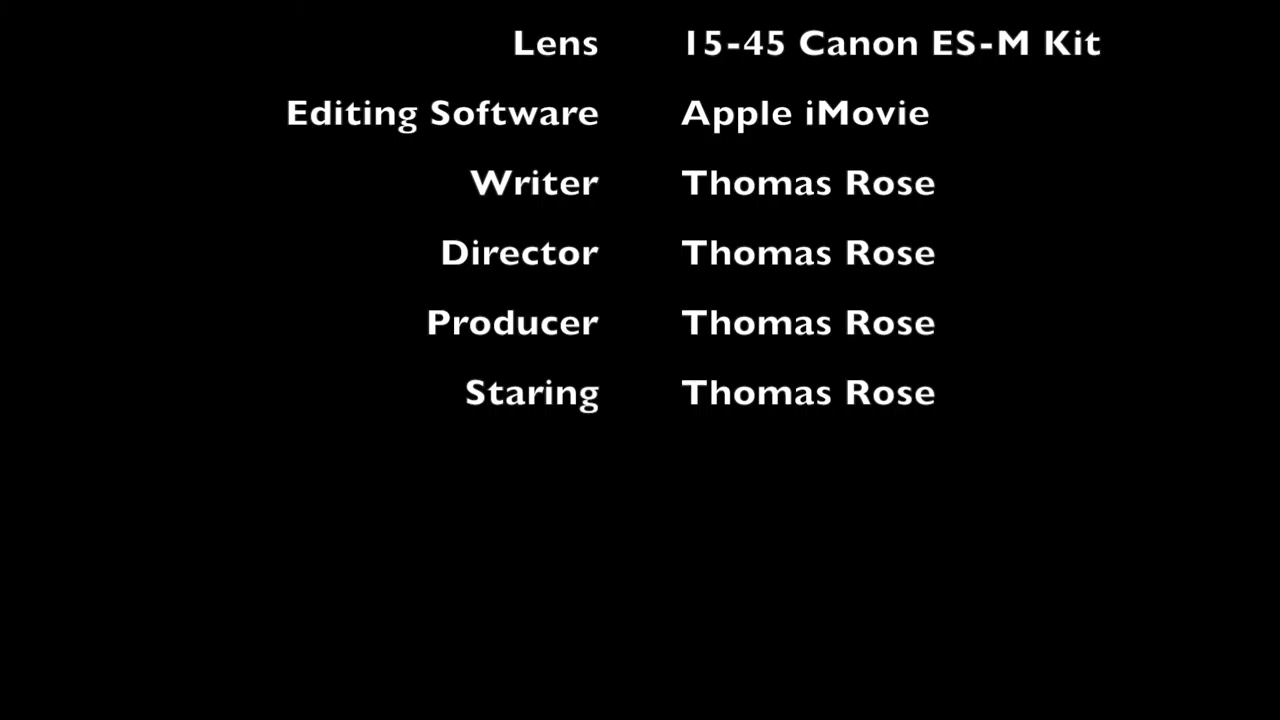 Lens 15-45 Canon ES-M Kit
Editing Software Apple iMovie
Writer Thomas Rose
Director Thomas Rose
Producer Thomas Rose
Staring Thomas Rose